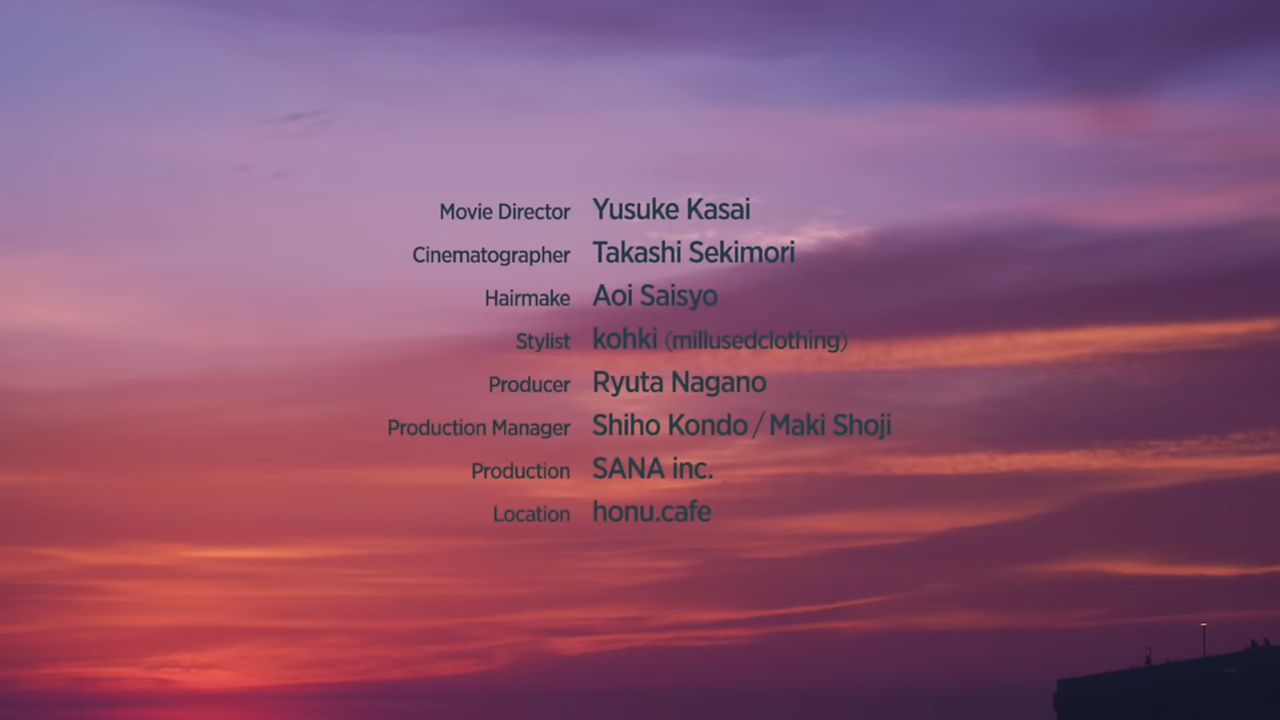 Movie Director Yusuke Kasai
Cinematographer Takashi Sekimori
Hairmake Aoi Saisyo
Stylist kohki (millusedclothing)
Producer Ryuta Nagano
Production Manager Shiho Kondo / Maki Shoji
Production SANA inc.
Location honu.cafe